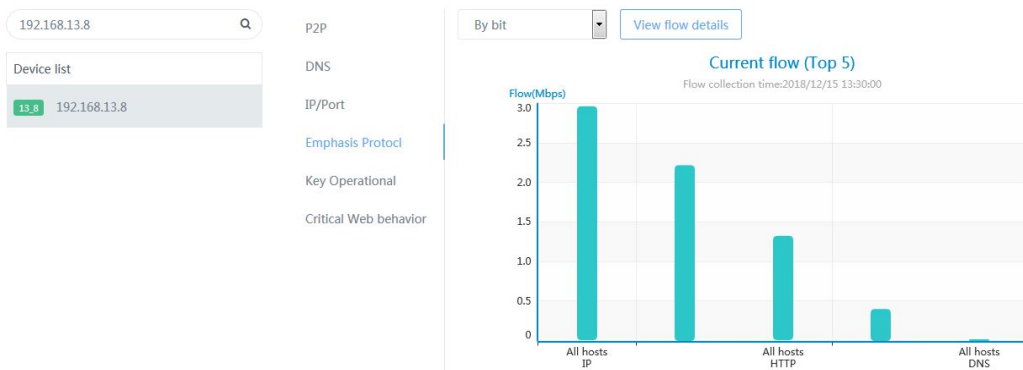 192.168.13.8
Device list
13_8 192.168.13.8
P2P
DNS
IP/Port
Emphasis Protocl
Key Operational
Critical Web behavior
By bit
View flow details
Current flow (Top 5)
Flow collection time:2018/12/15 13:30:00
Flow(Mbps)
3.0
2.5
2.0
1.5
1.0
0.5
0
All hosts
IP
All hosts
HTTP
All hosts
DNS